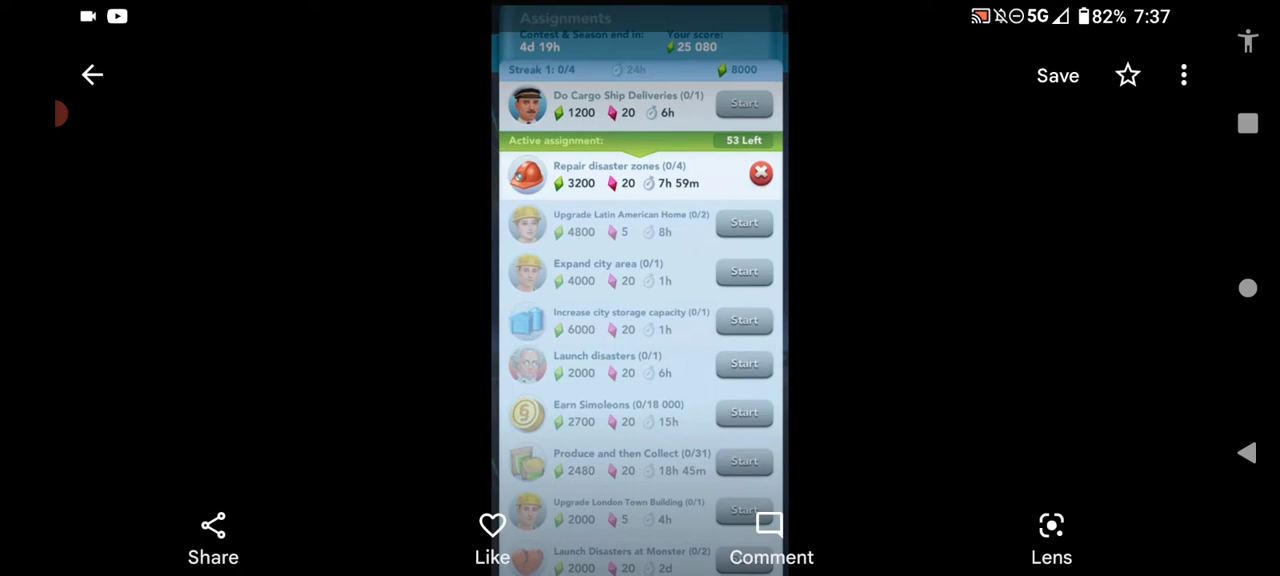 5G 82% 7:37
Assignments
Contest & Season end in: Your score:
4d 19h 25 080
Save
Streak 1: 0/4 24h 8000
Do Cargo Ship Deliveries (0/1)
1200 20 6h Start
Active assignment: 53 Left
Repair disaster zones (0/4)
3200 20 7h 59m
Upgrade Latin American Home (0/2)
4800 5 8h Start
Expand city area (0/1)
4000 20 1h Start
Increase city storage capacity (0/1)
6000 20 1h Start
Launch disasters (0/1)
2000 20 6h Start
Earn Simoleons (0/18 000)
2700 20 15h Start
Produce and then Collect (0/31)
2480 20 18h 45m Start
Upgrade London Town Building (0/1)
2000 5 4h Start
Launch Disasters at Monster (0/2)
2000 20 2d
Share Like Comment Lens